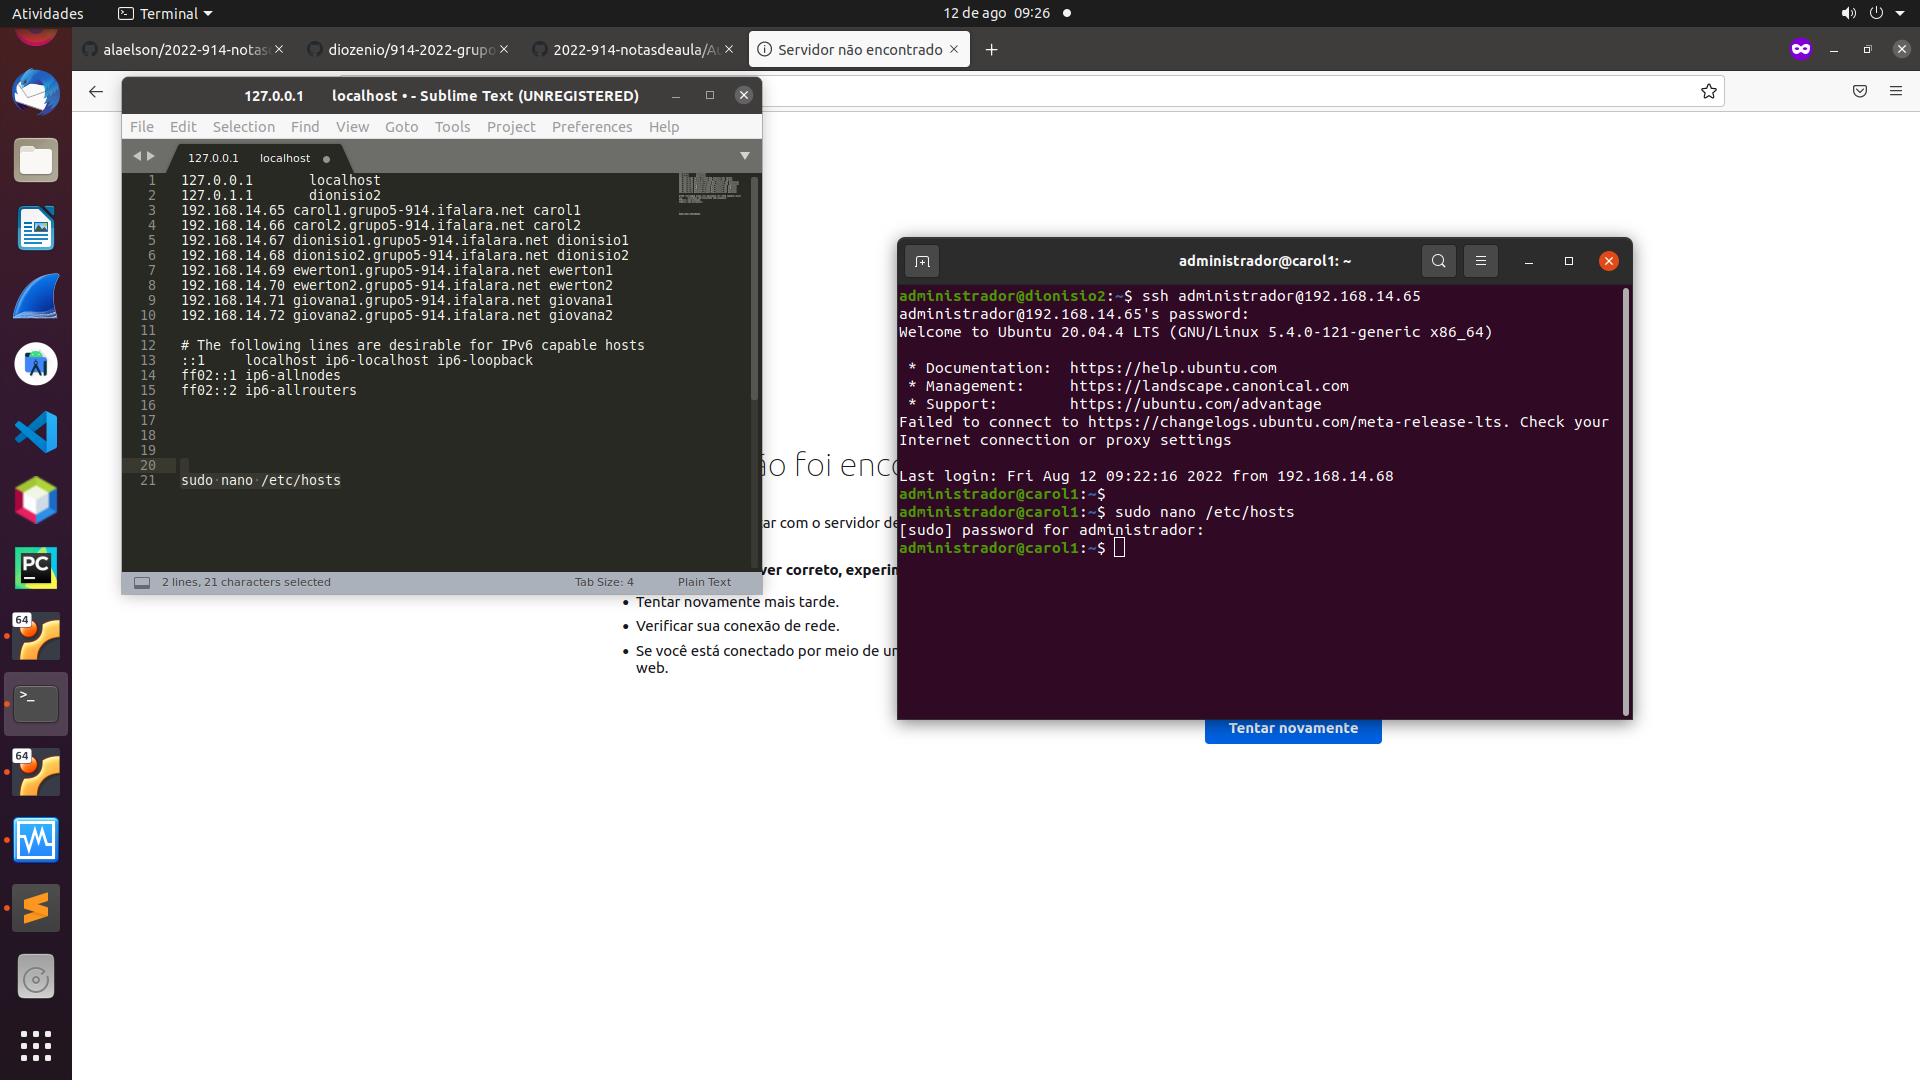 Atividades
Terminal
12 de ago 09:26
alaelson/2022-914-notas
diozenio/914-2022-grupo
2022-914-notasdeaula/Au
Servidor não encontrado
127.0.0.1 localhost • - Sublime Text (UNREGISTERED)
File Edit Selection Find View Goto Tools Project Preferences Help
127.0.0.1 localhost
1 127.0.0.1 localhost
2 127.0.1.1 dionisio2
3 192.168.14.65 carol1.grupo5-914.ifalara.net carol1
4 192.168.14.66 carol2.grupo5-914.ifalara.net carol2
5 192.168.14.67 dionisio1.grupo5-914.ifalara.net dionisio1
6 192.168.14.68 dionisio2.grupo5-914.ifalara.net dionisio2
7 192.168.14.69 ewerton1.grupo5-914.ifalara.net ewerton1
8 192.168.14.70 ewerton2.grupo5-914.ifalara.net ewerton2
9 192.168.14.71 giovana1.grupo5-914.ifalara.net giovana1
10 192.168.14.72 giovana2.grupo5-914.ifalara.net giovana2
11
12 # The following lines are desirable for IPv6 capable hosts
13 ::1 localhost ip6-localhost ip6-loopback
14 ff02::1 ip6-allnodes
15 ff02::2 ip6-allrouters
16
17
18
19
20
21 sudo nano /etc/hosts
2 lines, 21 characters selected
Tab Size: 4
Plain Text
ão foi enco
tar com o servidor de
ver correto, experim
• Tentar novamente mais tarde.
• Verificar sua conexão de rede.
• Se você está conectado por meio de um
web.
Tentar novamente
administrador@carol1: ~
administrador@dionisio2:~$ ssh administrador@192.168.14.65
administrador@192.168.14.65's password:
Welcome to Ubuntu 20.04.4 LTS (GNU/Linux 5.4.0-121-generic x86_64)
* Documentation: https://help.ubuntu.com
* Management: https://landscape.canonical.com
* Support: https://ubuntu.com/advantage
Failed to connect to https://changelogs.ubuntu.com/meta-release-lts. Check your
Internet connection or proxy settings
Last login: Fri Aug 12 09:22:16 2022 from 192.168.14.68
administrador@carol1:~$
administrador@carol1:~$ sudo nano /etc/hosts
[sudo] password for administrador:
administrador@carol1:~$
PC
64
>_
64